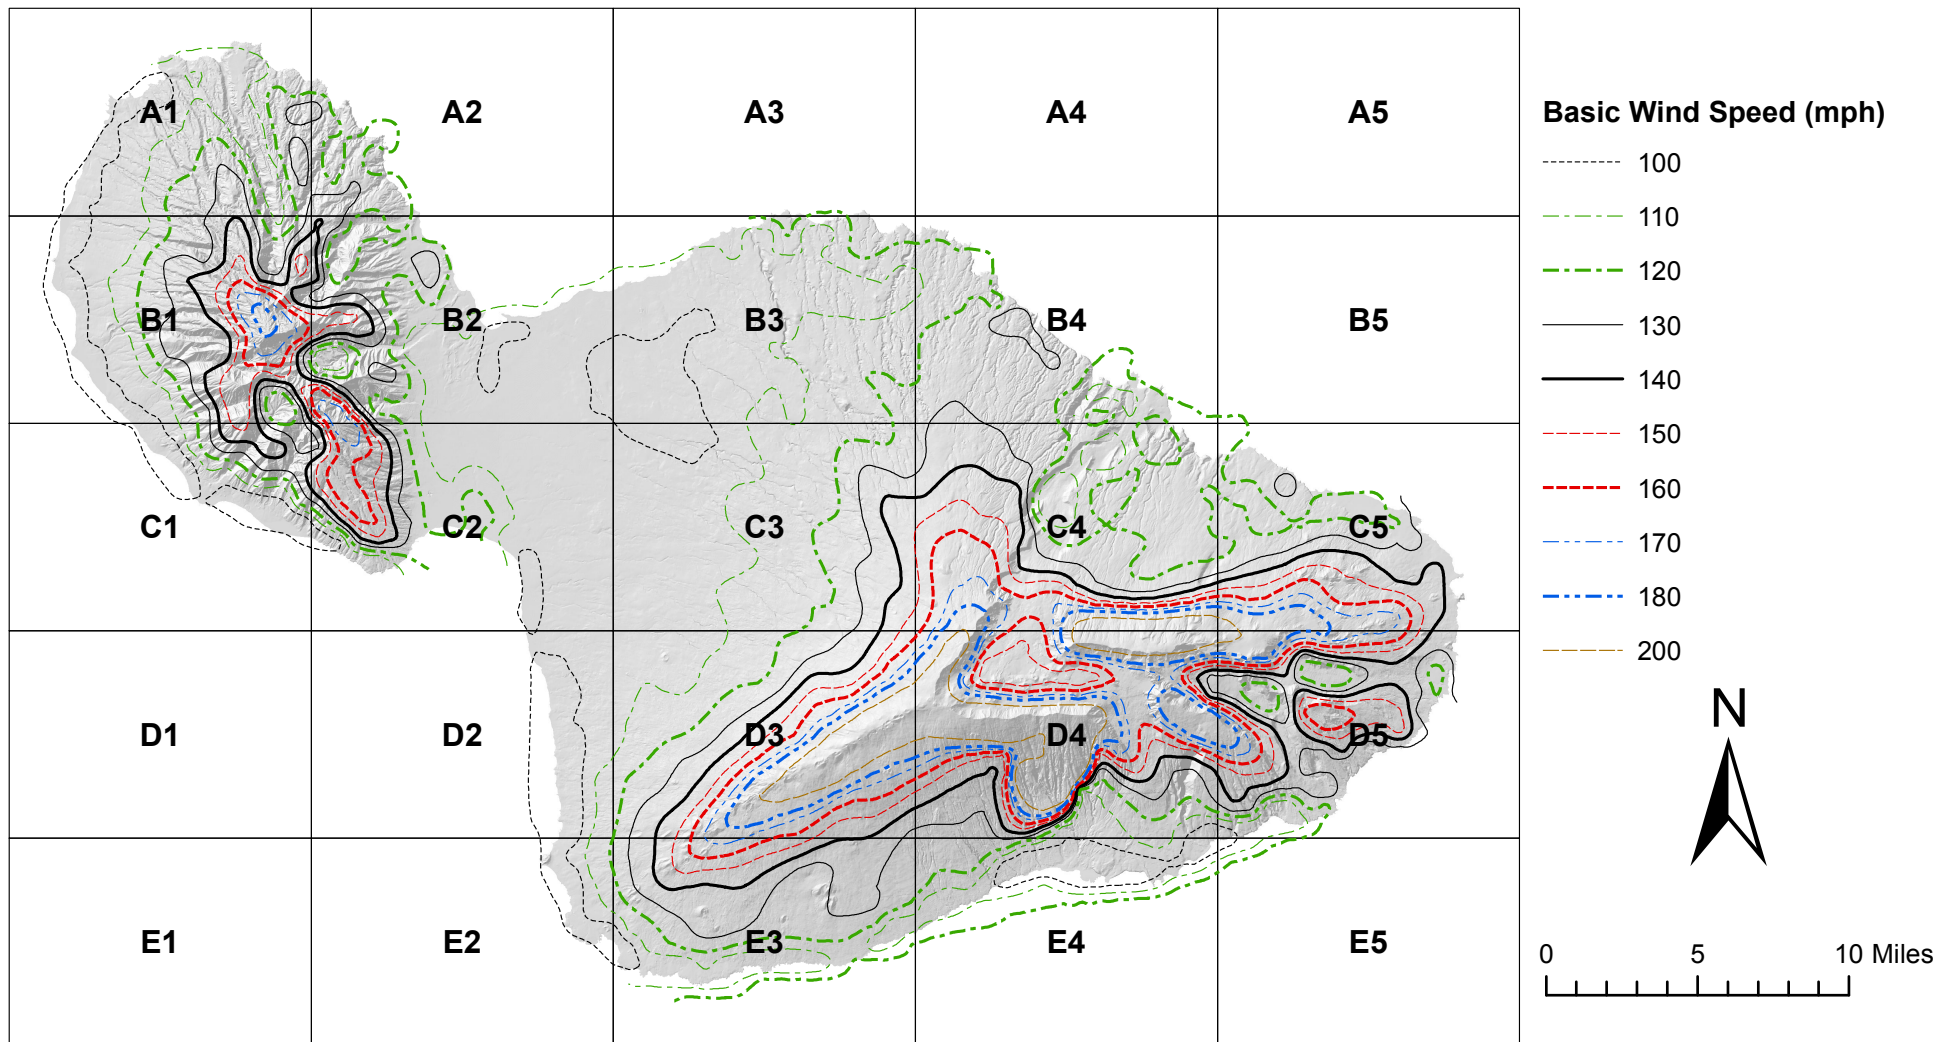 A1 A2 A3 A4 A5
B1 B2 B3 B4 B5
C1 C2 C3 C4 C5
D1 D2 D3 D4 D5
E1 E2 E3 E4 E5
Basic Wind Speed (mph)
100
110
120
130
140
150
160
170
180
200
N
0 5 10 Miles